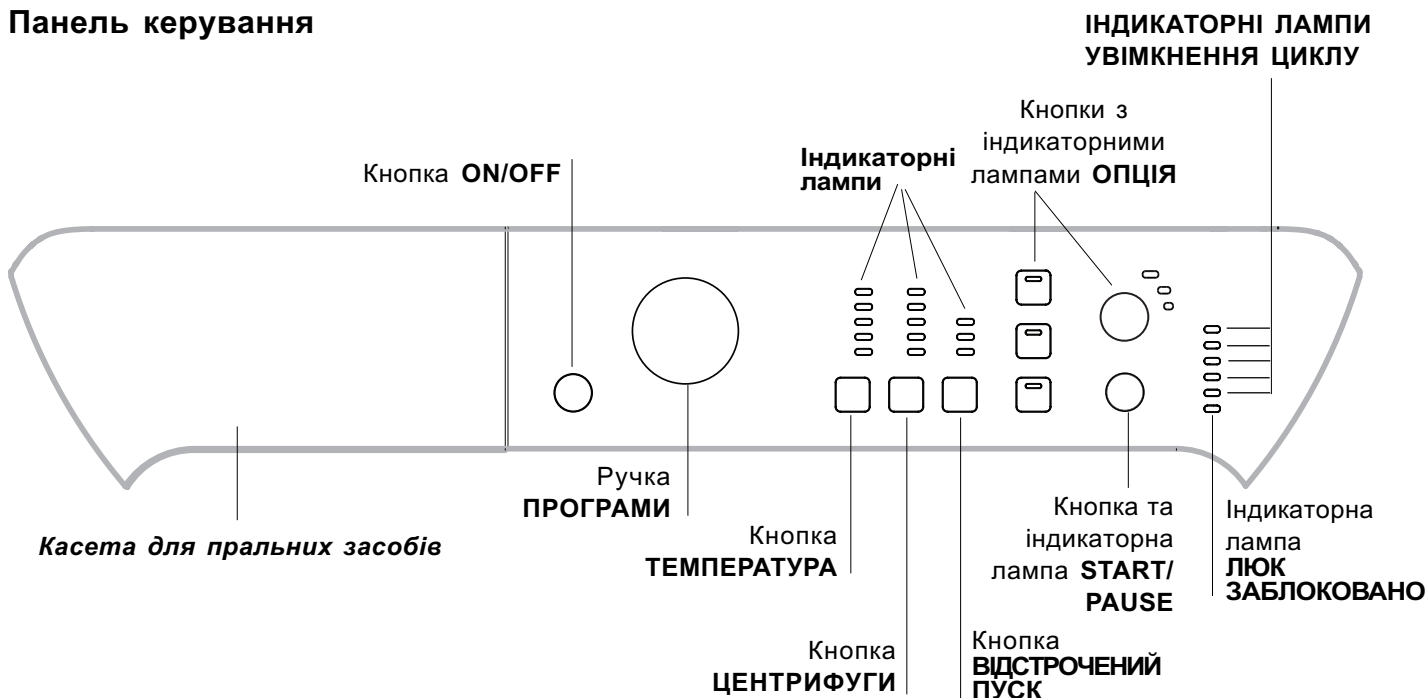 Панель керування
ІНДИКАТОРНІ ЛАМПИ
УВІМКНЕННЯ ЦИКЛУ
Кнопки з
індикаторними
лампами ОПЦІЯ
Індикаторні
лампи
Кнопка ON/OFF
Касета для пральних засобів
Ручка
ПРОГРАМИ
Кнопка
ТЕМПЕРАТУРА
Кнопка
ЦЕНТРИФУГИ
Кнопка
ВІДСТРОЧЕНИЙ
ПУСК
Кнопка та
індикаторна
лампа START/
PAUSE
Індикаторна
лампа
ЛЮК
ЗАБЛОКОВАНО